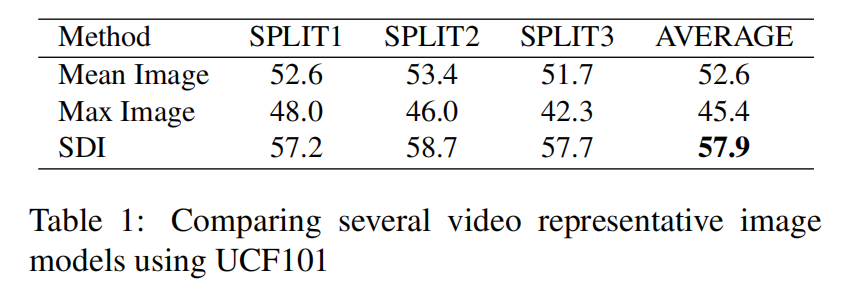 Method SPLIT1 SPLIT2 SPLIT3 AVERAGE
Mean Image 52.6 53.4 51.7 52.6
Max Image 48.0 46.0 42.3 45.4
SDI 57.2 58.7 57.7 57.9
Table 1: Comparing several video representative image
models using UCF101